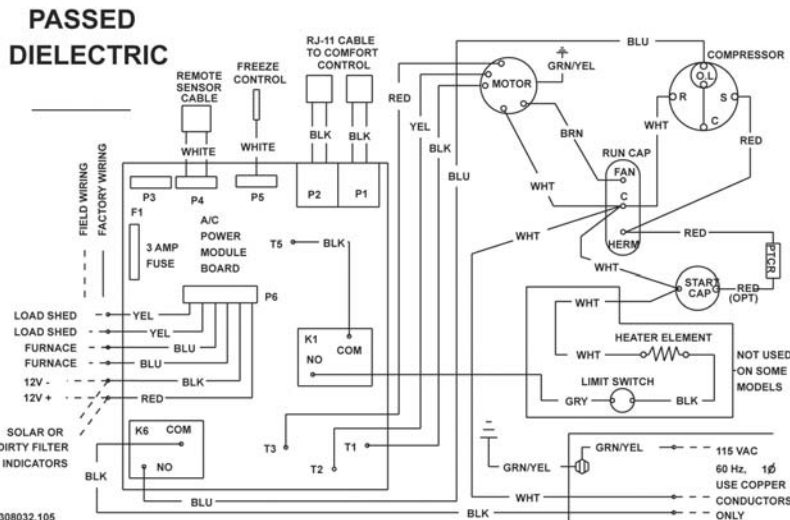 PASSED
DIELECTRIC
REMOTE
SENSOR
CABLE
FREEZE
CONTROL
RJ-11 CABLE
TO COMFORT
CONTROL
WHITE
WHITE
BLK
BLK
RED
YEL
BLK
BLU
MOTOR
GRN/YEL
BLU
COMPRESSOR
O.L
R
S
C
WHT
RED
BRN
WHT
RUN CAP
FAN
C
HERM
WHT
WHT
RED
PTCR
START
CAP
RED
(OPT)
FIELD WIRING
FACTORY WIRING
P3
P4
P5
P2
P1
F1
3 AMP
FUSE
A/C
POWER
MODULE
BOARD
T5
BLK
P6
LOAD SHED
YEL
LOAD SHED
YEL
FURNACE
BLU
FURNACE
BLU
12V -
BLK
12V +
RED
K1
NO
COM
SOLAR OR
DIRTY FILTER
INDICATORS
K6
COM
NO
T3
T2
T1
BLK
BLU
WHT
HEATER ELEMENT
WHT
LIMIT SWITCH
GRY
BLK
NOT USED
ON SOME
MODELS
GRN/YEL
GRN/YEL
WHT
BLK
115 VAC
60 Hz, 1Ø
USE COPPER
CONDUCTORS
ONLY
308032.105